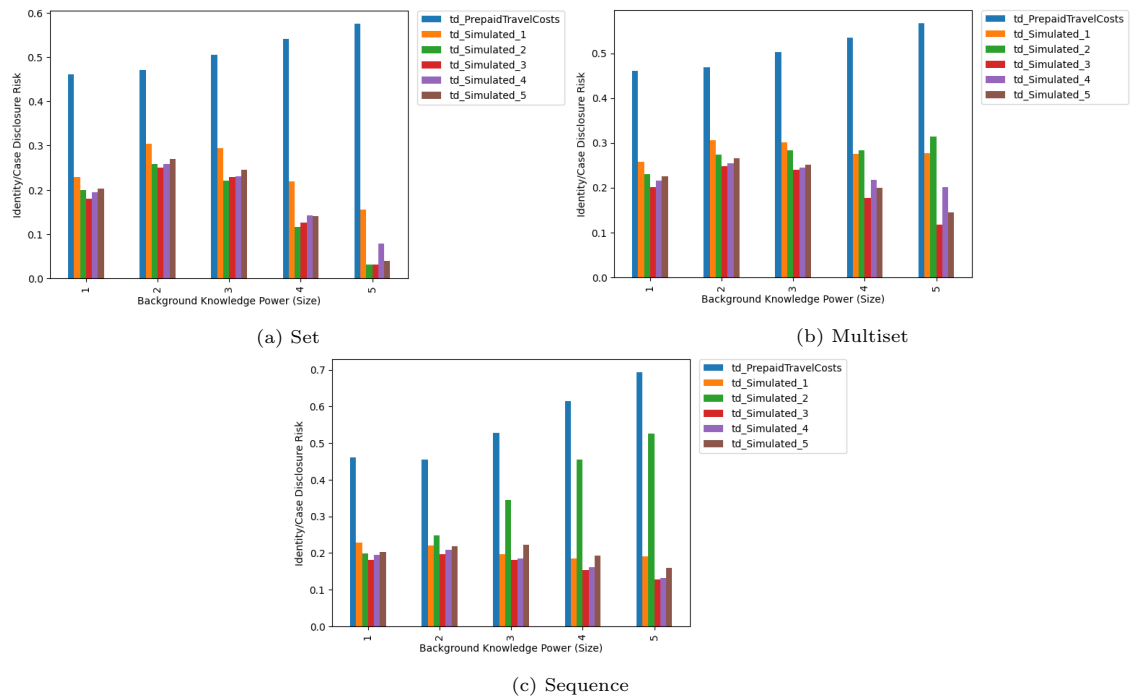 0.6
0.5
0.4
0.3
0.2
0.1
0.0
Identity/Case Disclosure Risk
1
2
3
4
5
Background Knowledge Power (Size)
td_PrepaidTravelCosts
td_Simulated_1
td_Simulated_2
td_Simulated_3
td_Simulated_4
td_Simulated_5
(a) Set
0.5
0.4
0.3
0.2
0.1
0.0
Identity/Case Disclosure Risk
1
2
3
4
5
Background Knowledge Power (Size)
td_PrepaidTravelCosts
td_Simulated_1
td_Simulated_2
td_Simulated_3
td_Simulated_4
td_Simulated_5
(b) Multiset
0.7
0.6
0.5
0.4
0.3
0.2
0.1
0.0
Identity/Case Disclosure Risk
1
2
3
4
5
Background Knowledge Power (Size)
td_PrepaidTravelCosts
td_Simulated_1
td_Simulated_2
td_Simulated_3
td_Simulated_4
td_Simulated_5
(c) Sequence